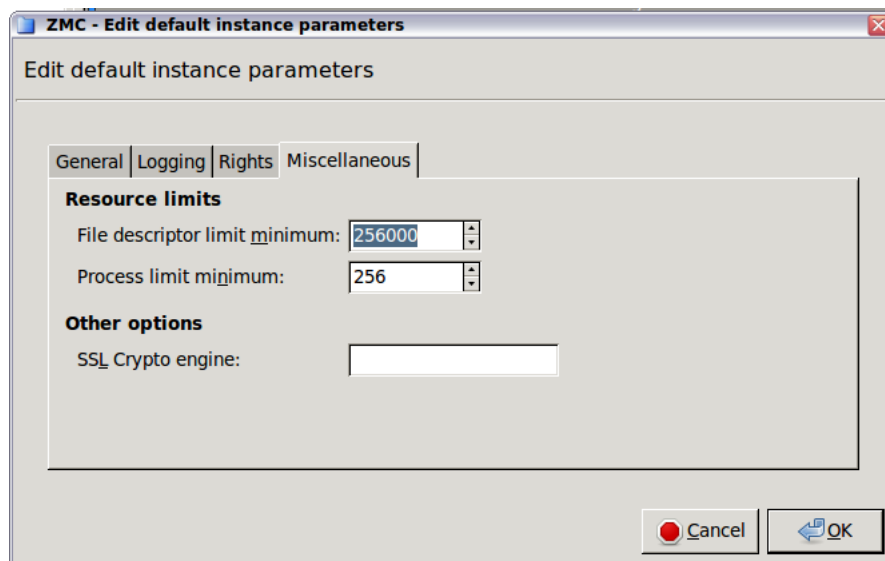 ZMC - Edit default instance parameters
Edit default instance parameters
General Logging Rights Miscellaneous
Resource limits
File descriptor limit minimum: 256000
Process limit minimum: 256
Other options
SSL Crypto engine:
Cancel OK